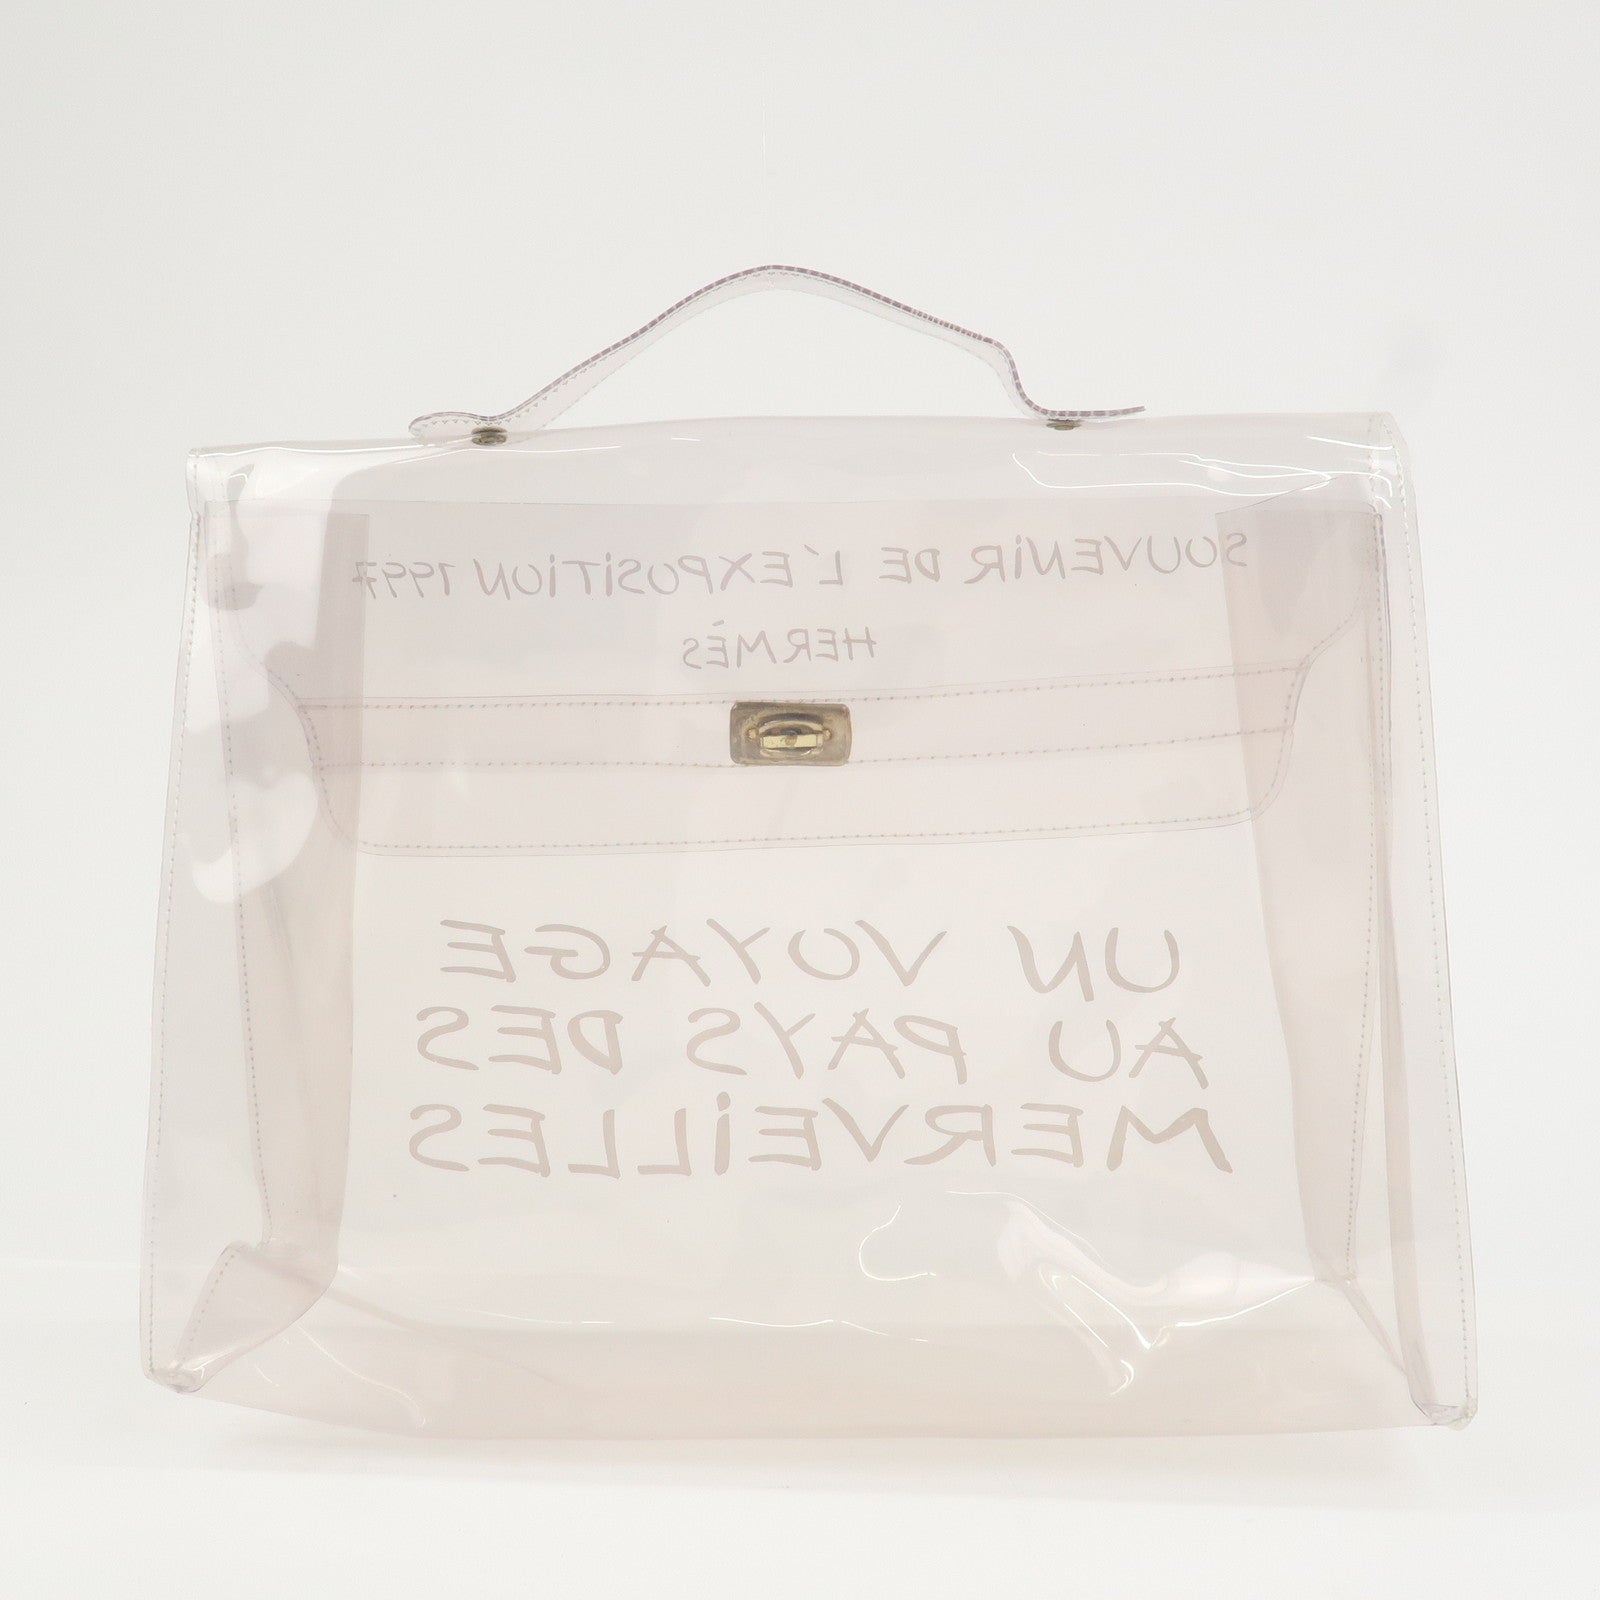 SOUVENIR DE L'EXPOSITION 1997
HERMÈS
UN VOYAGE
AU PAYS DES
MERVEILLES